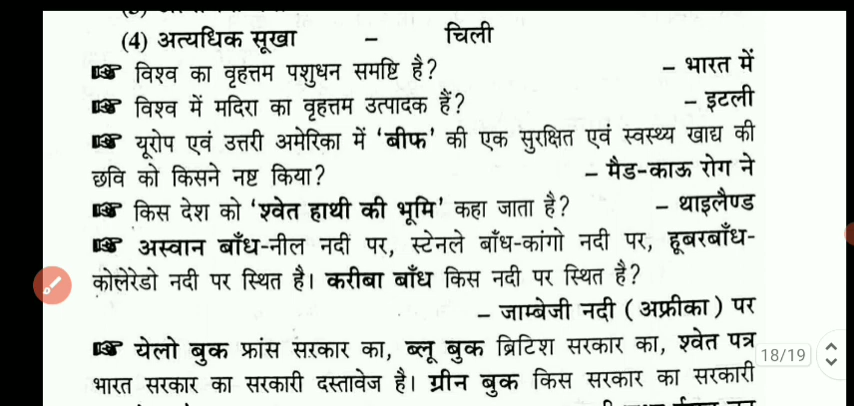 (4) अत्यधिक सूखा – चिली
विश्व का वृहत्तम पशुधन समष्टि है? – भारत में
विश्व में मदिरा का वृहत्तम उत्पादक हैं? – इटली
यूरोप एवं उत्तरी अमेरिका में 'बीफ' की एक सुरक्षित एवं स्वस्थ्य खाद्य की
छवि को किसने नष्ट किया? – मैड-काऊ रोग ने
किस देश को 'श्वेत हाथी की भूमि' कहा जाता है? – थाइलैण्ड
अस्वान बाँध-नील नदी पर, स्टेनले बाँध-कांगो नदी पर, हूबरबाँध-
कोलेरेडो नदी पर स्थित है। करीबा बाँध किस नदी पर स्थित है?
– जाम्बेजी नदी (अफ्रीका) पर
येलो बुक फ्रांस सरकार का, ब्लू बुक ब्रिटिश सरकार का, श्वेत पत्र
18/19
भारत सरकार का सरकारी दस्तावेज है। ग्रीन बुक किस सरकार का सरकारी